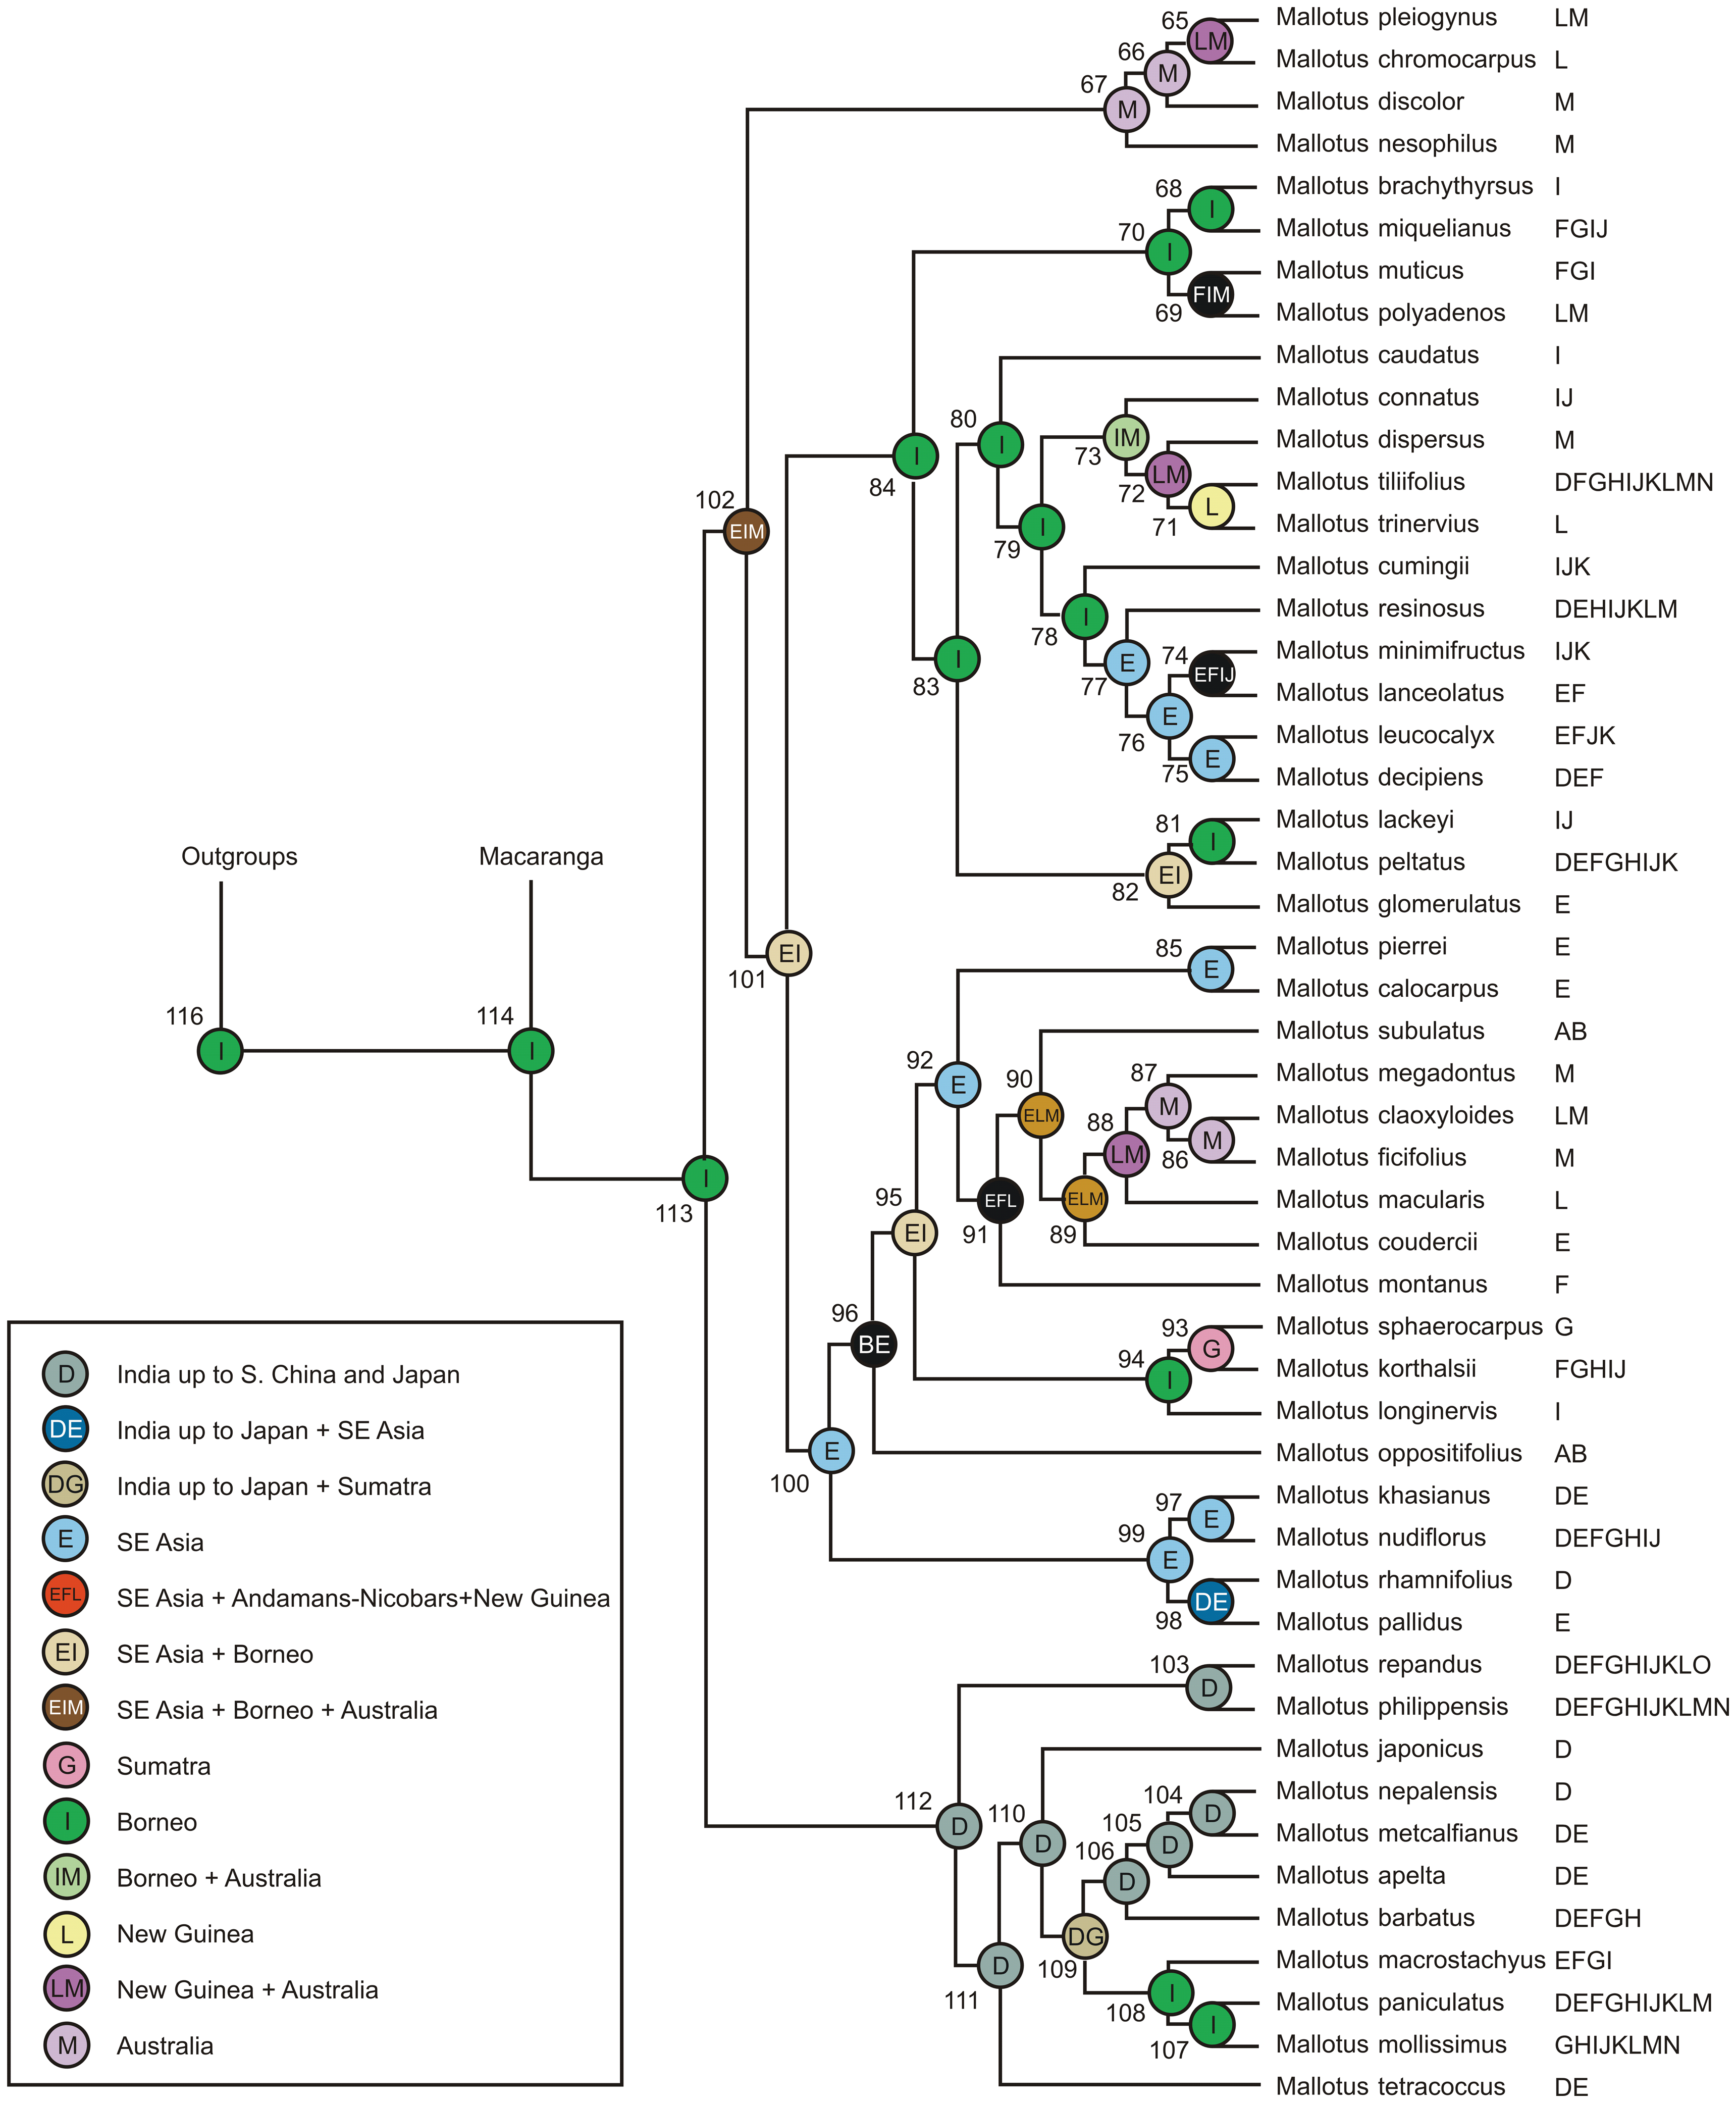 65 LM Mallotus pleiogynus LM
66 M Mallotus chromocarpus L
67 M Mallotus discolor M
Mallotus nesophilus M
68 I Mallotus brachythyrsus I
70 I Mallotus miquelianus FGIJ
FIM Mallotus muticus FGI
69 Mallotus polyadenos LM
Mallotus caudatus I
80 I Mallotus connatus IJ
73 IM Mallotus dispersus M
84 I 72 LM Mallotus tiliifolius DFGHIJKLMN
79 I 71 L Mallotus trinervius L
102 EIM Mallotus cumingii IJK
78 I Mallotus resinosus DEHIJKLM
83 I 77 E 74 EFIJ Mallotus minimifructus IJK
Mallotus lanceolatus EF
76 E Mallotus leucocalyx EFJK
75 E Mallotus decipiens DEF
81 I Mallotus lackeyi IJ
Outgroups Macaranga 82 EI Mallotus peltatus DEFGHIJK
Mallotus glomerulatus E
101 EI 85 E Mallotus pierrei E
Mallotus calocarpus E
116 I 114 I Mallotus subulatus AB
92 E 90 ELM 87 M Mallotus megadontus M
88 LM Mallotus claoxyloides LM
86 M Mallotus ficifolius M
113 I 95 EI 91 EFL 89 ELM Mallotus macularis L
Mallotus coudercii E
Mallotus montanus F
96 BE 93 G Mallotus sphaerocarpus G
94 I Mallotus korthalsii FGHIJ
Mallotus longinervis I
100 E Mallotus oppositifolius AB
97 E Mallotus khasianus DE
99 E Mallotus nudiflorus DEFGHIJ
98 DE Mallotus rhamnifolius D
Mallotus pallidus E
103 D Mallotus repandus DEFGHIJKLO
Mallotus philippensis DEFGHIJKLMN
Mallotus japonicus D
112 D 110 D 104 D Mallotus nepalensis D
105 D Mallotus metcalfianus DE
106 D Mallotus apelta DE
109 DG Mallotus barbatus DEFGH
111 D 108 I Mallotus macrostachyus EFGI
107 I Mallotus paniculatus DEFGHIJKLM
Mallotus mollissimus GHIJKLMN
Mallotus tetracoccus DE
D India up to S. China and Japan
DE India up to Japan + SE Asia
DG India up to Japan + Sumatra
E SE Asia
EFL SE Asia + Andamans-Nicobars+New Guinea
EI SE Asia + Borneo
EIM SE Asia + Borneo + Australia
G Sumatra
I Borneo
IM Borneo + Australia
L New Guinea
LM New Guinea + Australia
M Australia